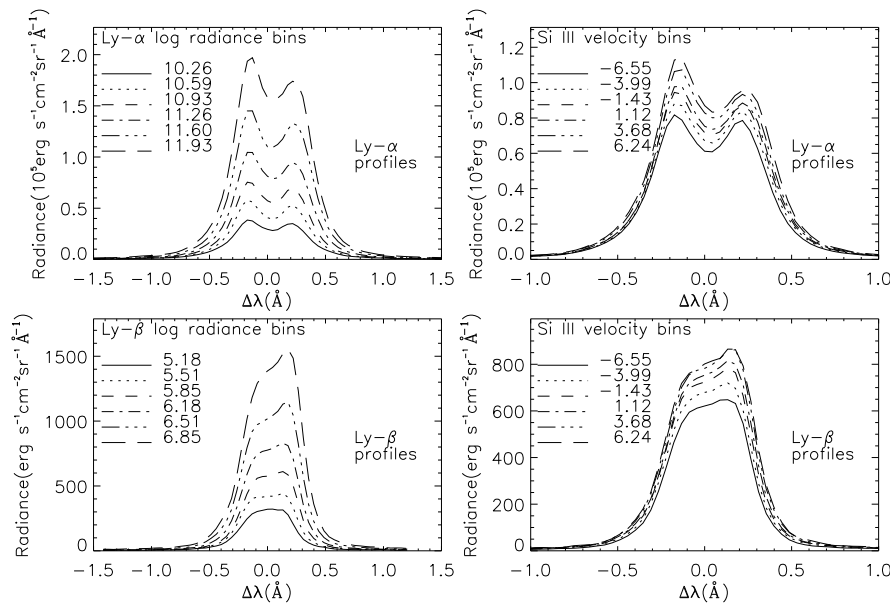 Ly-α log radiance bins
10.26
10.59
10.93
11.26
11.60
11.93
Ly-α
profiles
Radiance(10⁵erg s⁻¹cm⁻²sr⁻¹Å⁻¹)
2.0
1.5
1.0
0.5
0.0
-1.5 -1.0 -0.5 0.0 0.5 1.0 1.5
Δλ(Å)
Si III velocity bins
-6.55
-3.99
-1.43
1.12
3.68
6.24
Ly-α
profiles
Radiance(10⁵erg s⁻¹cm⁻²sr⁻¹Å⁻¹)
1.2
1.0
0.8
0.6
0.4
0.2
0.0
-1.0 -0.5 0.0 0.5 1.0
Δλ(Å)
Ly-β log radiance bins
5.18
5.51
5.85
6.18
6.51
6.85
Ly-β
profiles
Radiance(erg s⁻¹cm⁻²sr⁻¹Å⁻¹)
1500
1000
500
0
-1.5 -1.0 -0.5 0.0 0.5 1.0 1.5
Δλ(Å)
Si III velocity bins
-6.55
-3.99
-1.43
1.12
3.68
6.24
Ly-β
profiles
Radiance(erg s⁻¹cm⁻²sr⁻¹Å⁻¹)
800
600
400
200
0
-1.0 -0.5 0.0 0.5 1.0
Δλ(Å)